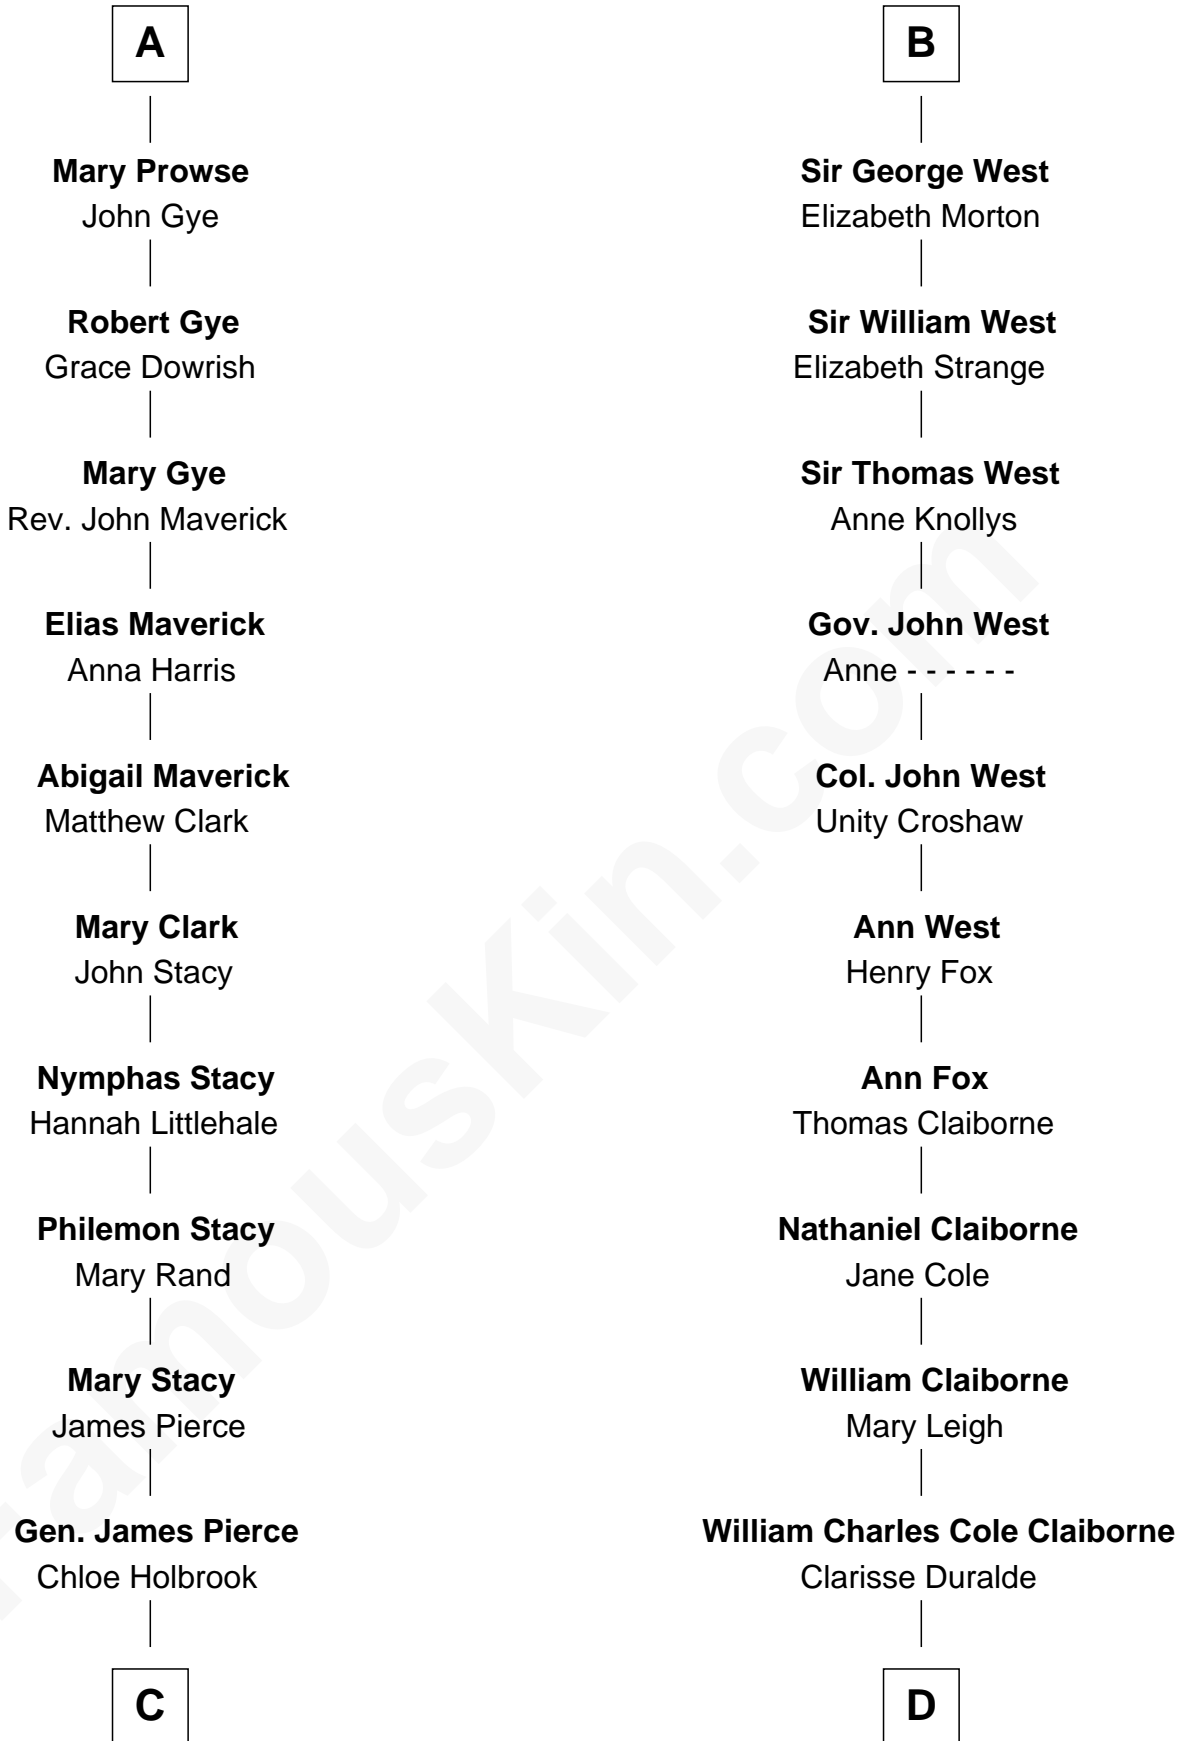 A
Mary Prowse
John Gye
Robert Gye
Grace Dowrish
Mary Gye
Rev. John Maverick
Elias Maverick
Anna Harris
Abigail Maverick
Matthew Clark
Mary Clark
John Stacy
Nymphas Stacy
Hannah Littlehale
Philemon Stacy
Mary Rand
Mary Stacy
James Pierce
Gen. James Pierce
Chloe Holbrook
C
B
Sir George West
Elizabeth Morton
Sir William West
Elizabeth Strange
Sir Thomas West
Anne Knollys
Gov. John West
Anne - - - - - -
Col. John West
Unity Croshaw
Ann West
Henry Fox
Ann Fox
Thomas Claiborne
Nathaniel Claiborne
Jane Cole
William Claiborne
Mary Leigh
William Charles Cole Claiborne
Clarisse Duralde
D
FamousKin.com